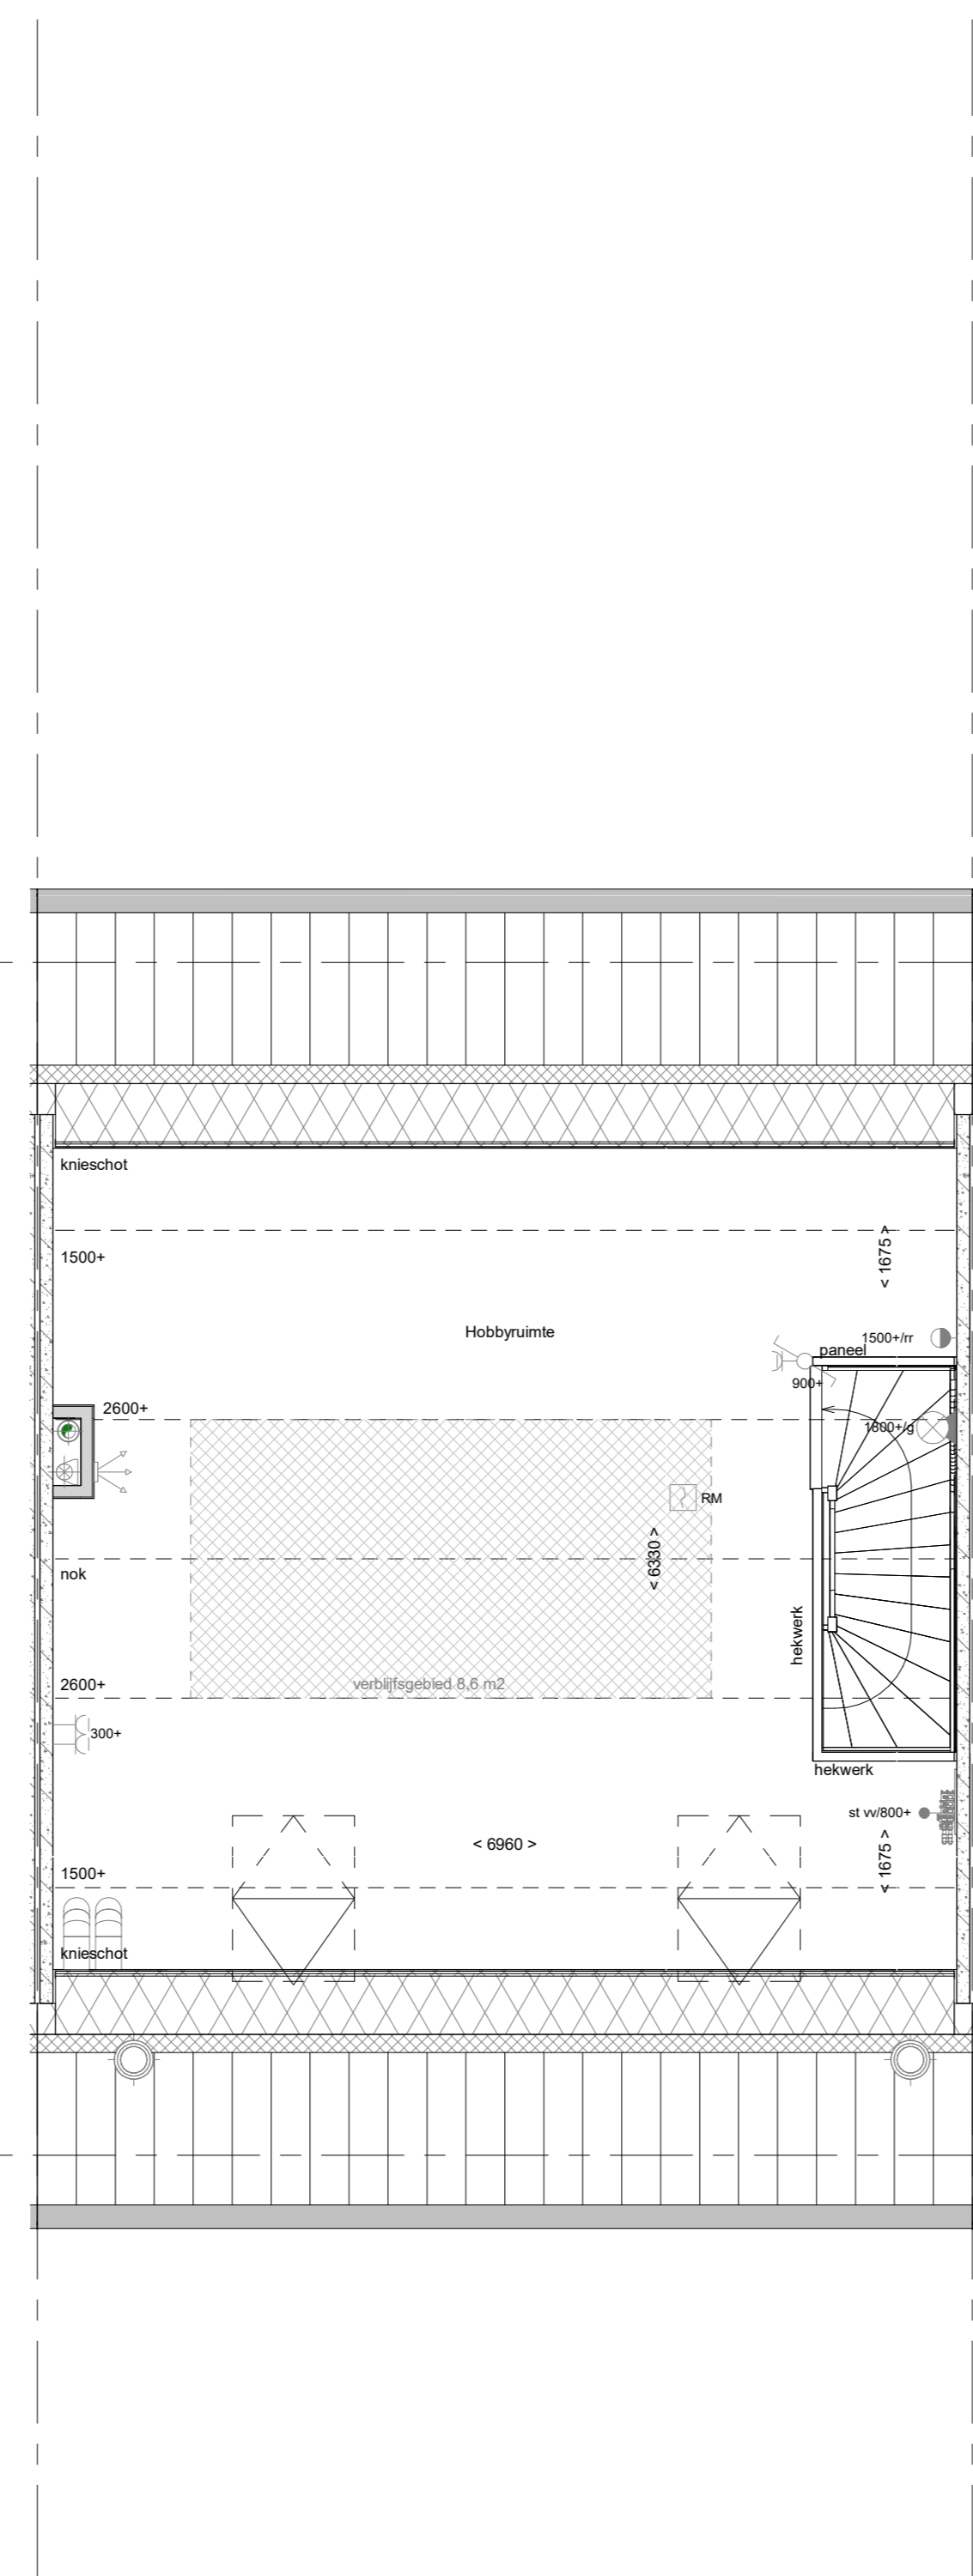 knieschot
1500+
< 1675 >
Hobbyruimte
1500+/rr
paneel
900+
2600+
1800+/g
RM
< 6330 >
nok
hekwerk
2600+
verblijfsgebied 8,6 m2
300+
hekwerk
st vv/800+
< 6960 >
< 1675 >
1500+
knieschot